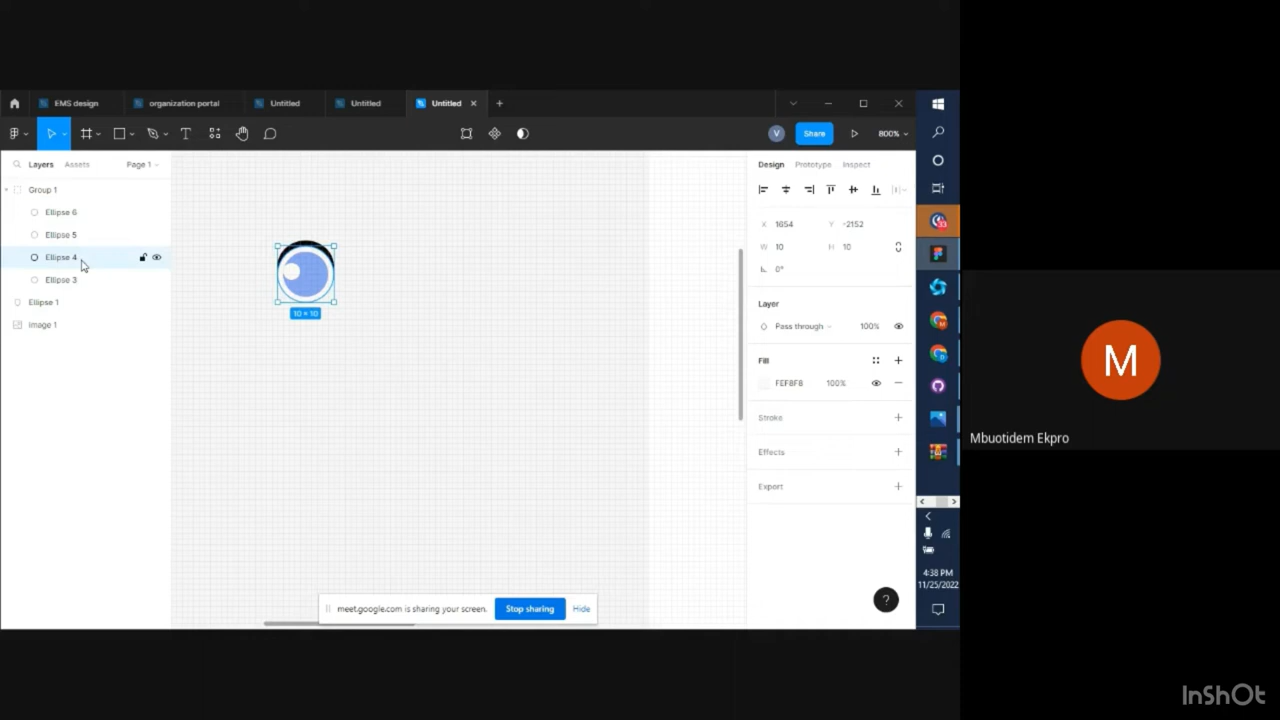 EMS design
organization portal
Untitled
Untitled
Untitled
V
Share
800%
Layers
Assets
Page 1
Design
Prototype
Inspect
Group 1
Ellipse 6
Ellipse 5
Ellipse 4
Ellipse 3
Ellipse 1
Image 1
10 × 10
X 1654 Y -2152
W 10 H 10
0°
Layer
Pass through 100%
Fill
FEF8F8 100%
Stroke
Effects
Export
?
33
meet.google.com is sharing your screen.
Stop sharing
Hide
4:38 PM
11/25/2022
M
Mbuotidem Ekpro
InShOt